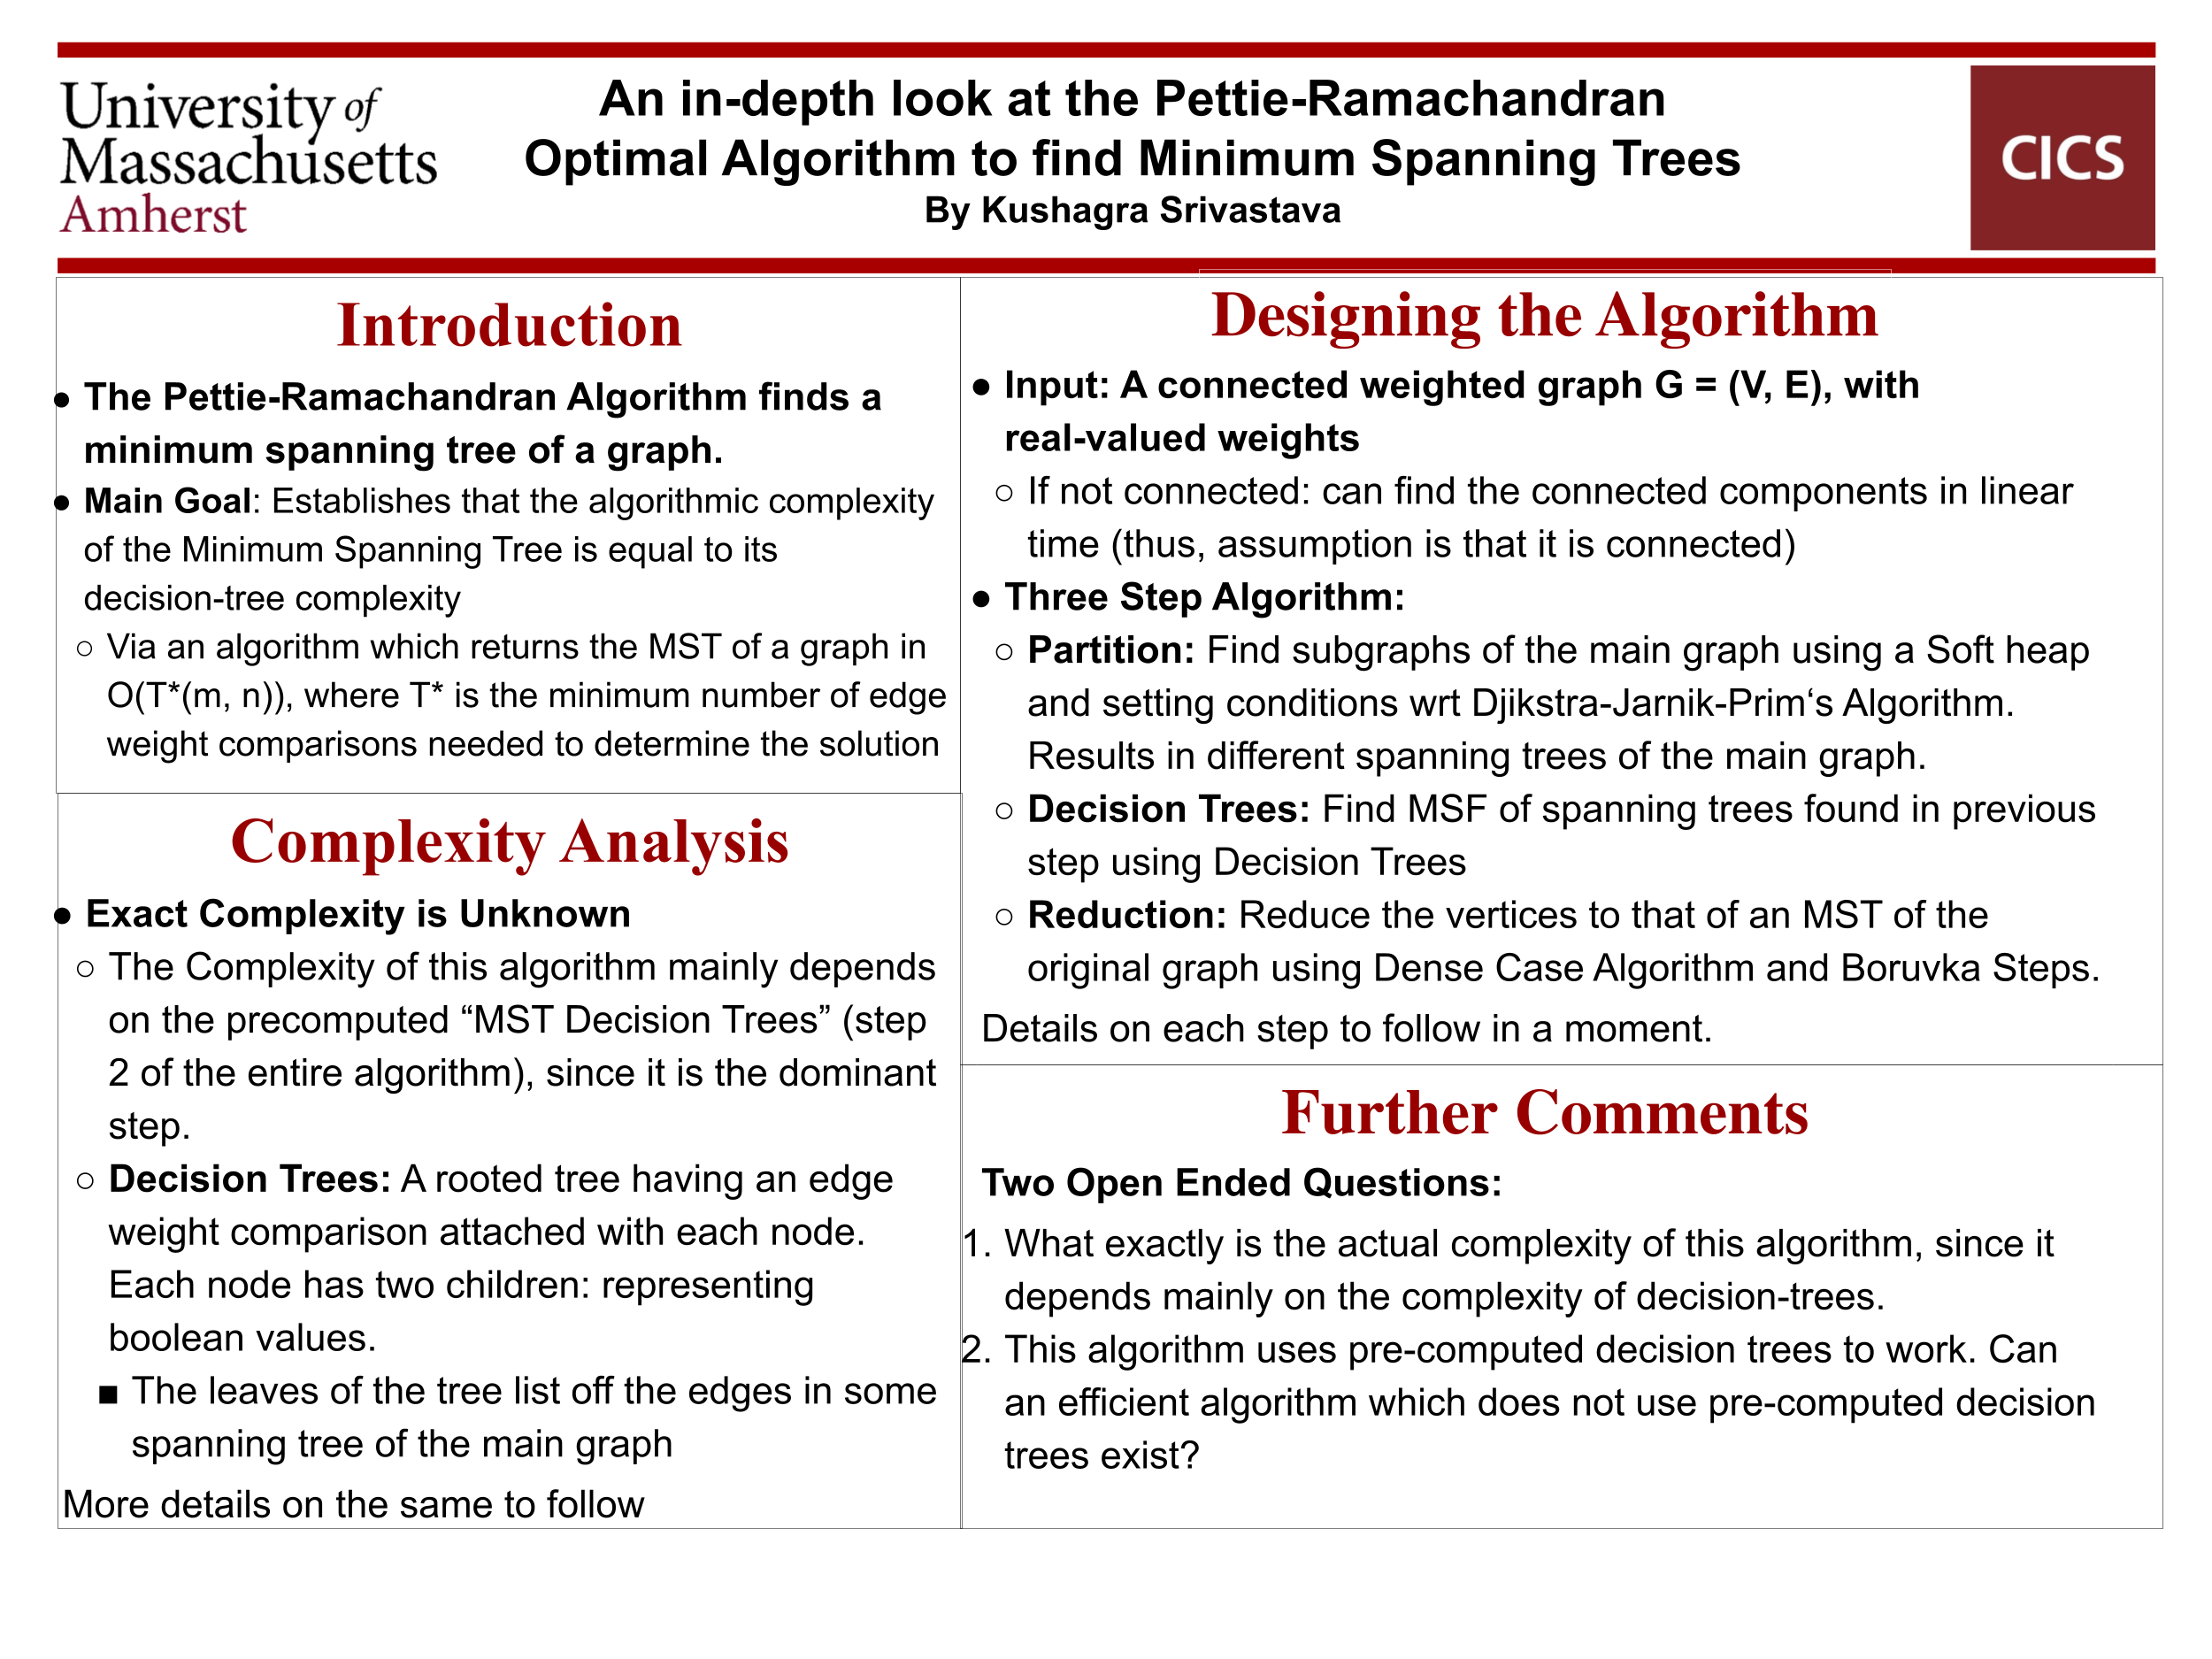 University of
Massachusetts
Amherst
An in-depth look at the Pettie-Ramachandran
Optimal Algorithm to find Minimum Spanning Trees
By Kushagra Srivastava
CICS
Introduction
● The Pettie-Ramachandran Algorithm finds a
minimum spanning tree of a graph.
● Main Goal: Establishes that the algorithmic complexity
of the Minimum Spanning Tree is equal to its
decision-tree complexity
○ Via an algorithm which returns the MST of a graph in
O(T*(m, n)), where T* is the minimum number of edge
weight comparisons needed to determine the solution
Complexity Analysis
● Exact Complexity is Unknown
○ The Complexity of this algorithm mainly depends
on the precomputed “MST Decision Trees” (step
2 of the entire algorithm), since it is the dominant
step.
○ Decision Trees: A rooted tree having an edge
weight comparison attached with each node.
Each node has two children: representing
boolean values.
■ The leaves of the tree list off the edges in some
spanning tree of the main graph
More details on the same to follow
Designing the Algorithm
● Input: A connected weighted graph G = (V, E), with
real-valued weights
○ If not connected: can find the connected components in linear
time (thus, assumption is that it is connected)
● Three Step Algorithm:
○ Partition: Find subgraphs of the main graph using a Soft heap
and setting conditions wrt Djikstra-Jarnik-Prim‘s Algorithm.
Results in different spanning trees of the main graph.
○ Decision Trees: Find MSF of spanning trees found in previous
step using Decision Trees
○ Reduction: Reduce the vertices to that of an MST of the
original graph using Dense Case Algorithm and Boruvka Steps.
Details on each step to follow in a moment.
Further Comments
Two Open Ended Questions:
1. What exactly is the actual complexity of this algorithm, since it
depends mainly on the complexity of decision-trees.
2. This algorithm uses pre-computed decision trees to work. Can
an efficient algorithm which does not use pre-computed decision
trees exist?